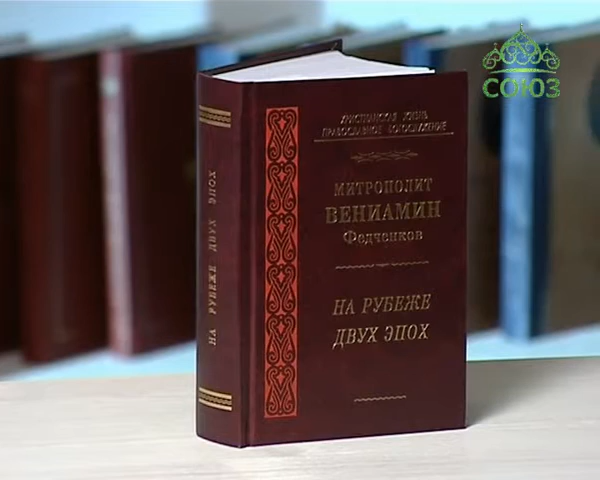 СОЮЗ
ХРИСТИАНСКАЯ ЖИЗНЬ
ПРАВОСЛАВНОЕ БОГОСЛОВИЕ
МИТРОПОЛИТ
ВЕНИАМИН
Федченков
НА РУБЕЖЕ
ДВУХ ЭПОХ
НА РУБЕЖЕ ДВУХ ЭПОХ